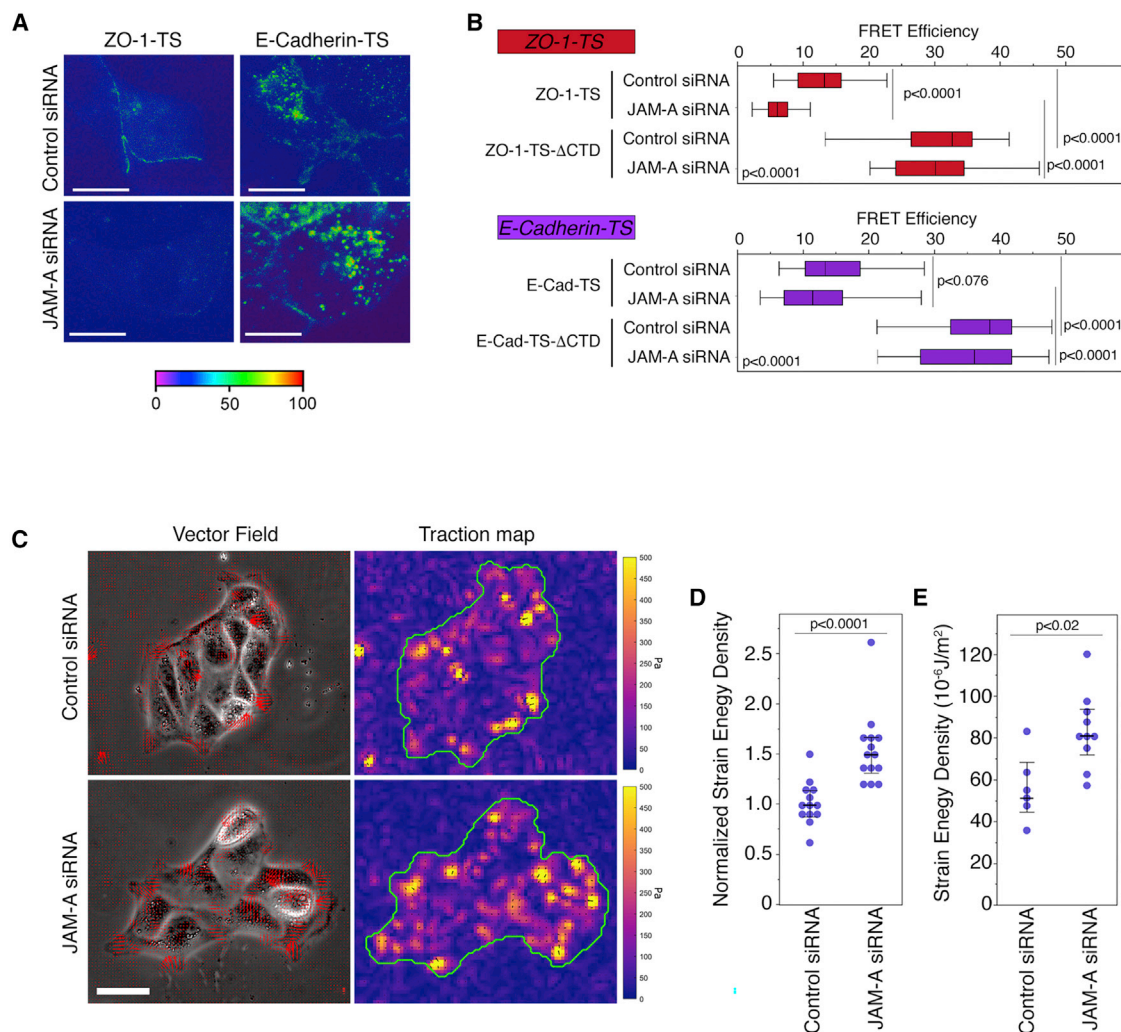 A
ZO-1-TS E-Cadherin-TS
Control siRNA
JAM-A siRNA
0 50 100
B
ZO-1-TS
FRET Efficiency
0 10 20 30 40 50
ZO-1-TS
Control siRNA
JAM-A siRNA
p<0.0001
ZO-1-TS-ΔCTD
Control siRNA
JAM-A siRNA
p<0.0001
p<0.0001
p<0.0001
E-Cadherin-TS
FRET Efficiency
0 10 20 30 40 50
E-Cad-TS
Control siRNA
JAM-A siRNA
p<0.076
E-Cad-TS-ΔCTD
Control siRNA
JAM-A siRNA
p<0.0001
p<0.0001
p<0.0001
C
Vector Field Traction map
Control siRNA
JAM-A siRNA
500
450
400
350
300
250
200
150
100
50
0
Pa
500
450
400
350
300
250
200
150
100
50
0
Pa
D
Normalized Strain Enegy Density
p<0.0001
2.5
2.0
1.5
1.0
0.5
0
Control siRNA
JAM-A siRNA
E
Strain Energy Density (10⁻⁶J/m²)
p<0.02
120
100
80
60
40
20
0
Control siRNA
JAM-A siRNA